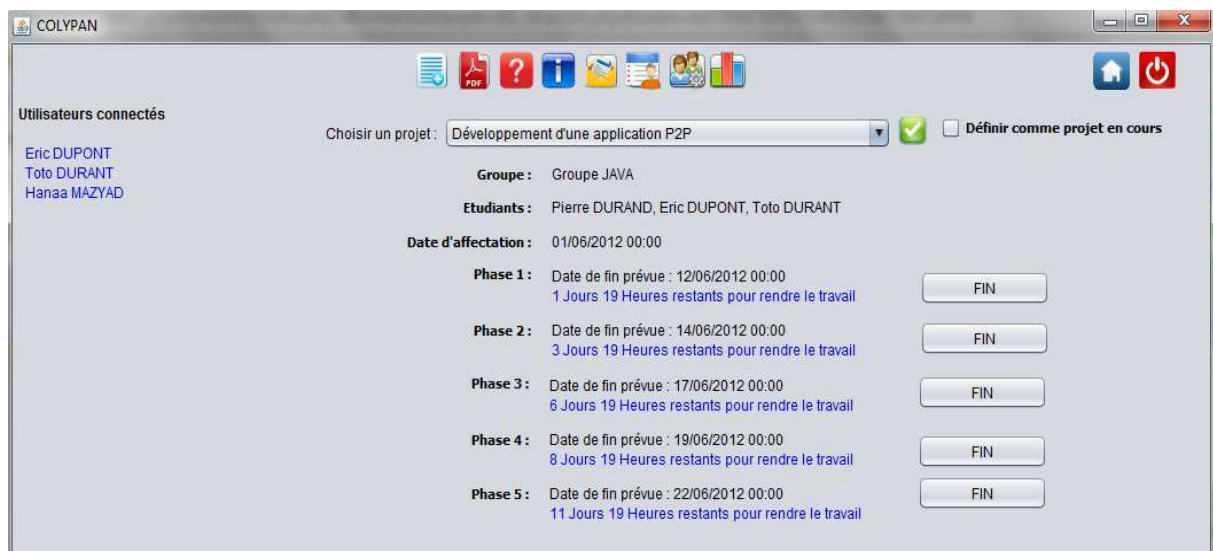 COLYPAN
PDF
Utilisateurs connectés
Eric DUPONT
Toto DURANT
Hanaa MAZYAD
Choisir un projet : Développement d'une application P2P
Définir comme projet en cours
Groupe : Groupe JAVA
Etudiants : Pierre DURAND, Eric DUPONT, Toto DURANT
Date d'affectation : 01/06/2012 00:00
Phase 1 : Date de fin prévue : 12/06/2012 00:00
1 Jours 19 Heures restants pour rendre le travail
FIN
Phase 2 : Date de fin prévue : 14/06/2012 00:00
3 Jours 19 Heures restants pour rendre le travail
FIN
Phase 3 : Date de fin prévue : 17/06/2012 00:00
6 Jours 19 Heures restants pour rendre le travail
FIN
Phase 4 : Date de fin prévue : 19/06/2012 00:00
8 Jours 19 Heures restants pour rendre le travail
FIN
Phase 5 : Date de fin prévue : 22/06/2012 00:00
11 Jours 19 Heures restants pour rendre le travail
FIN